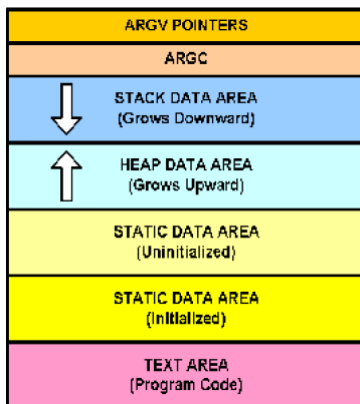 ARGV POINTERS
ARGC
STACK DATA AREA
(Grows Downward)
HEAP DATA AREA
(Grows Upward)
STATIC DATA AREA
(Uninitialized)
STATIC DATA AREA
(Initialized)
TEXT AREA
(Program Code)